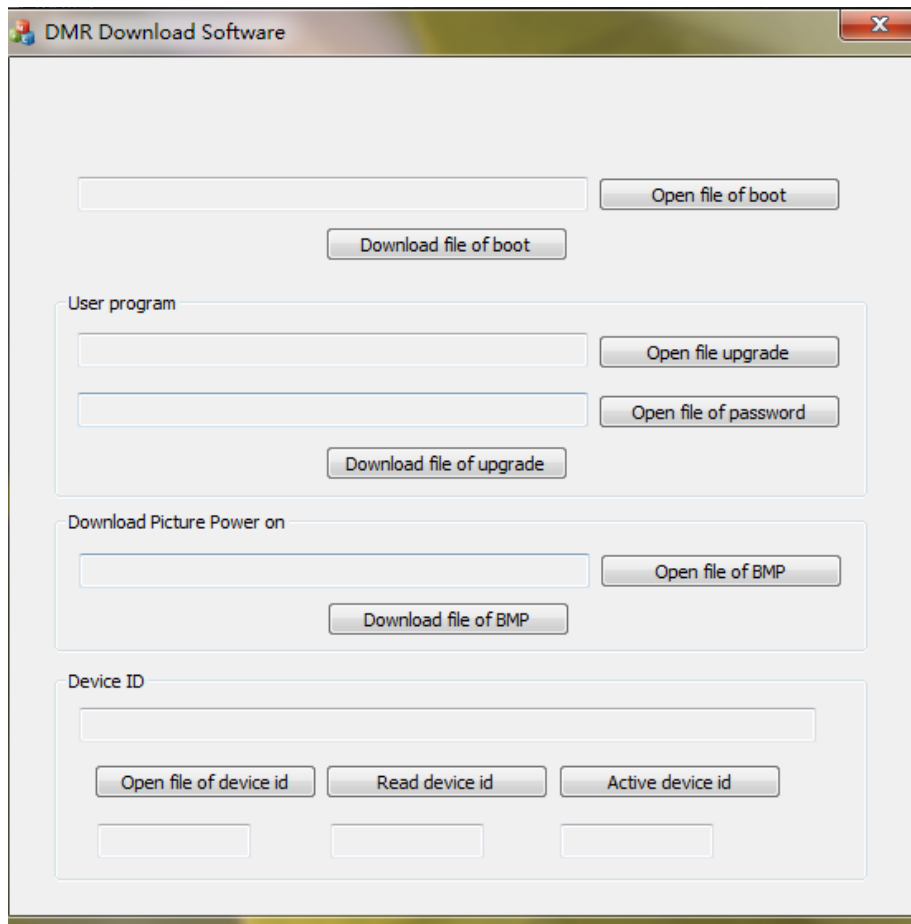 DMR Download Software
Open file of boot
Download file of boot
User program
Open file upgrade
Open file of password
Download file of upgrade
Download Picture Power on
Open file of BMP
Download file of BMP
Device ID
Open file of device id Read device id Active device id